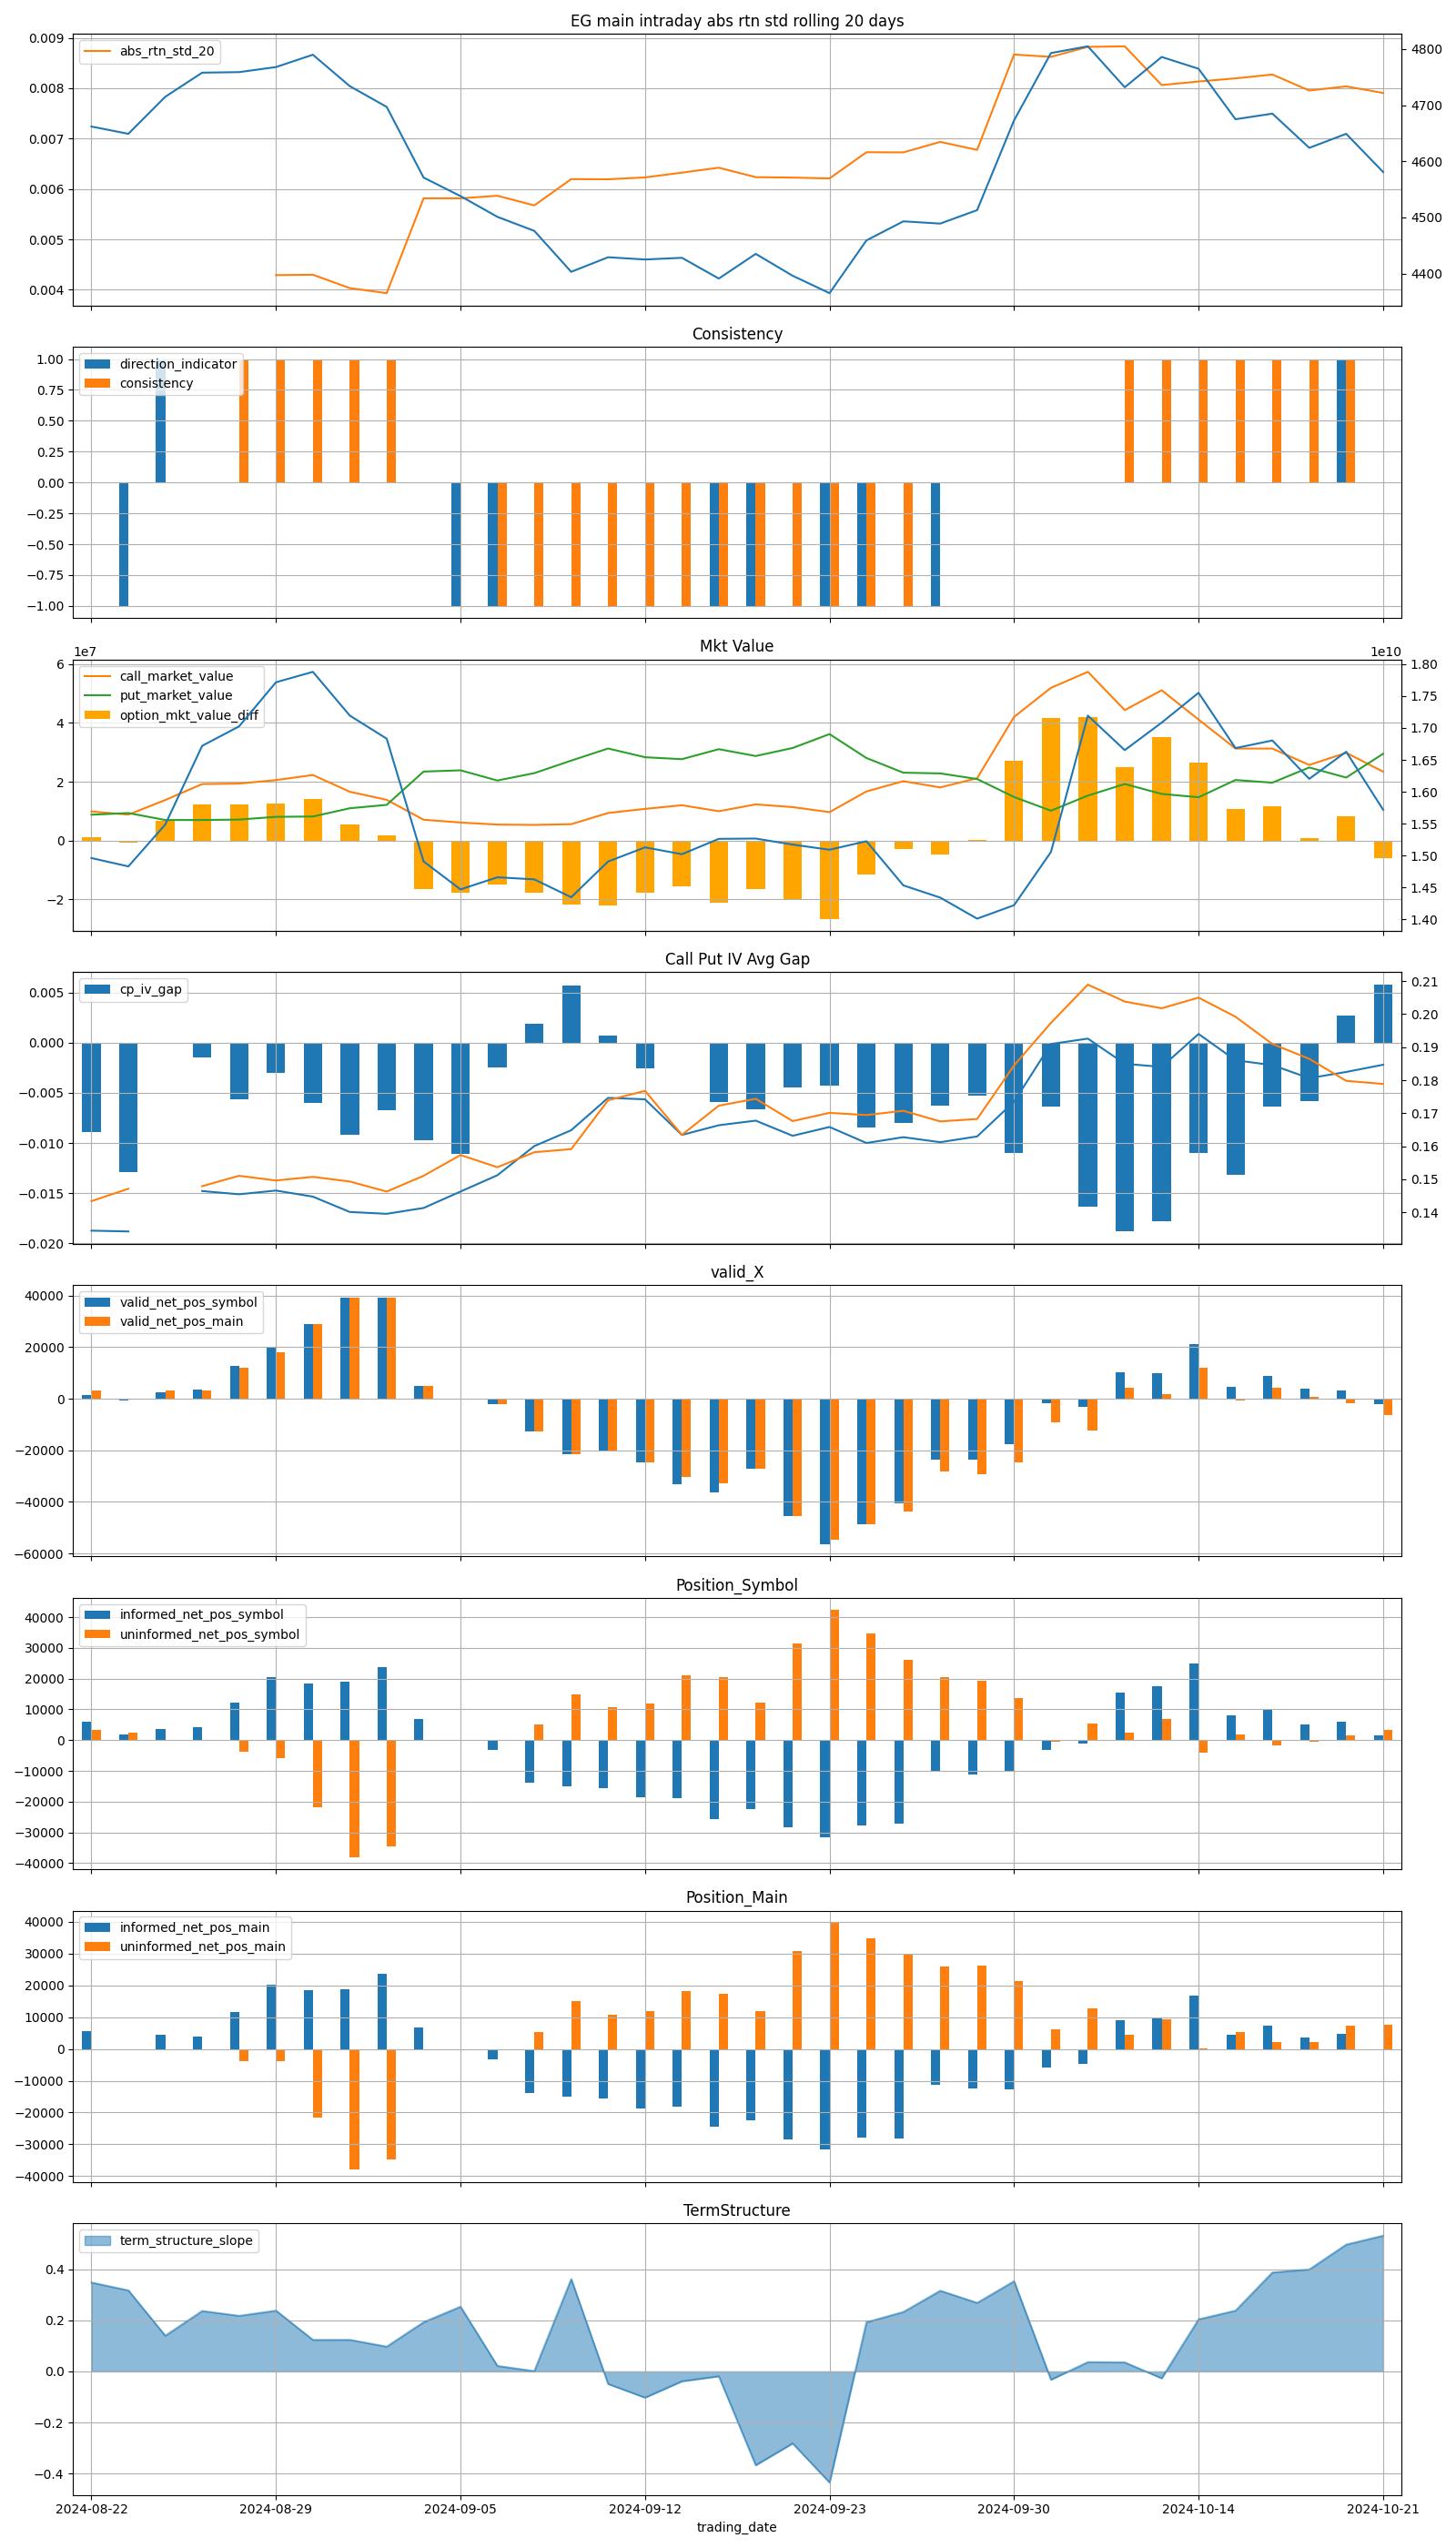 EG main intraday abs rtn std rolling 20 days
abs_rtn_std_20
0.009
0.008
0.007
0.006
0.005
0.004
4800
4700
4600
4500
4400
Consistency
direction_indicator
consistency
1.00
0.75
0.50
0.25
0.00
−0.25
−0.50
−0.75
−1.00
Mkt Value
1e7
1e10
call_market_value
put_market_value
option_mkt_value_diff
6
4
2
0
−2
1.80
1.75
1.70
1.65
1.60
1.55
1.50
1.45
1.40
Call Put IV Avg Gap
cp_iv_gap
0.005
0.000
−0.005
−0.010
−0.015
−0.020
0.21
0.20
0.19
0.18
0.17
0.16
0.15
0.14
valid_X
valid_net_pos_symbol
valid_net_pos_main
40000
20000
0
−20000
−40000
−60000
Position_Symbol
informed_net_pos_symbol
uninformed_net_pos_symbol
40000
30000
20000
10000
0
−10000
−20000
−30000
−40000
Position_Main
informed_net_pos_main
uninformed_net_pos_main
40000
30000
20000
10000
0
−10000
−20000
−30000
−40000
TermStructure
term_structure_slope
0.4
0.2
0.0
−0.2
−0.4
2024-08-22 2024-08-29 2024-09-05 2024-09-12 2024-09-23 2024-09-30 2024-10-14 2024-10-21
trading_date